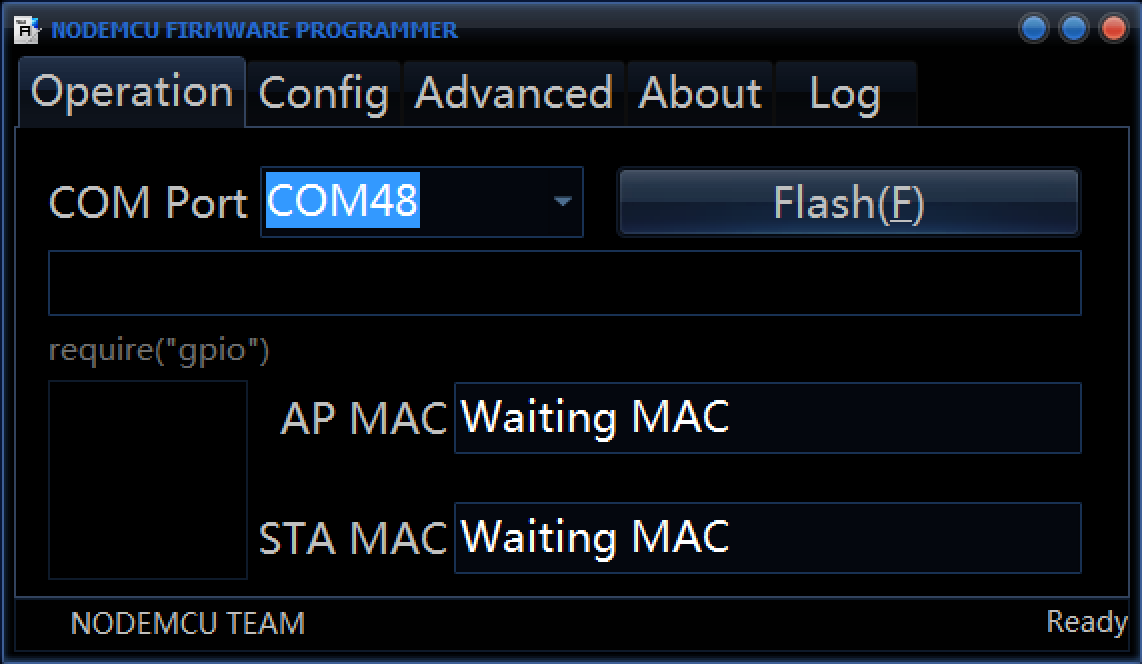 NODEMCU FIRMWARE PROGRAMMER
Operation Config Advanced About Log
COM Port COM48 Flash(F)
require("gpio")
AP MAC Waiting MAC
STA MAC Waiting MAC
NODEMCU TEAM Ready